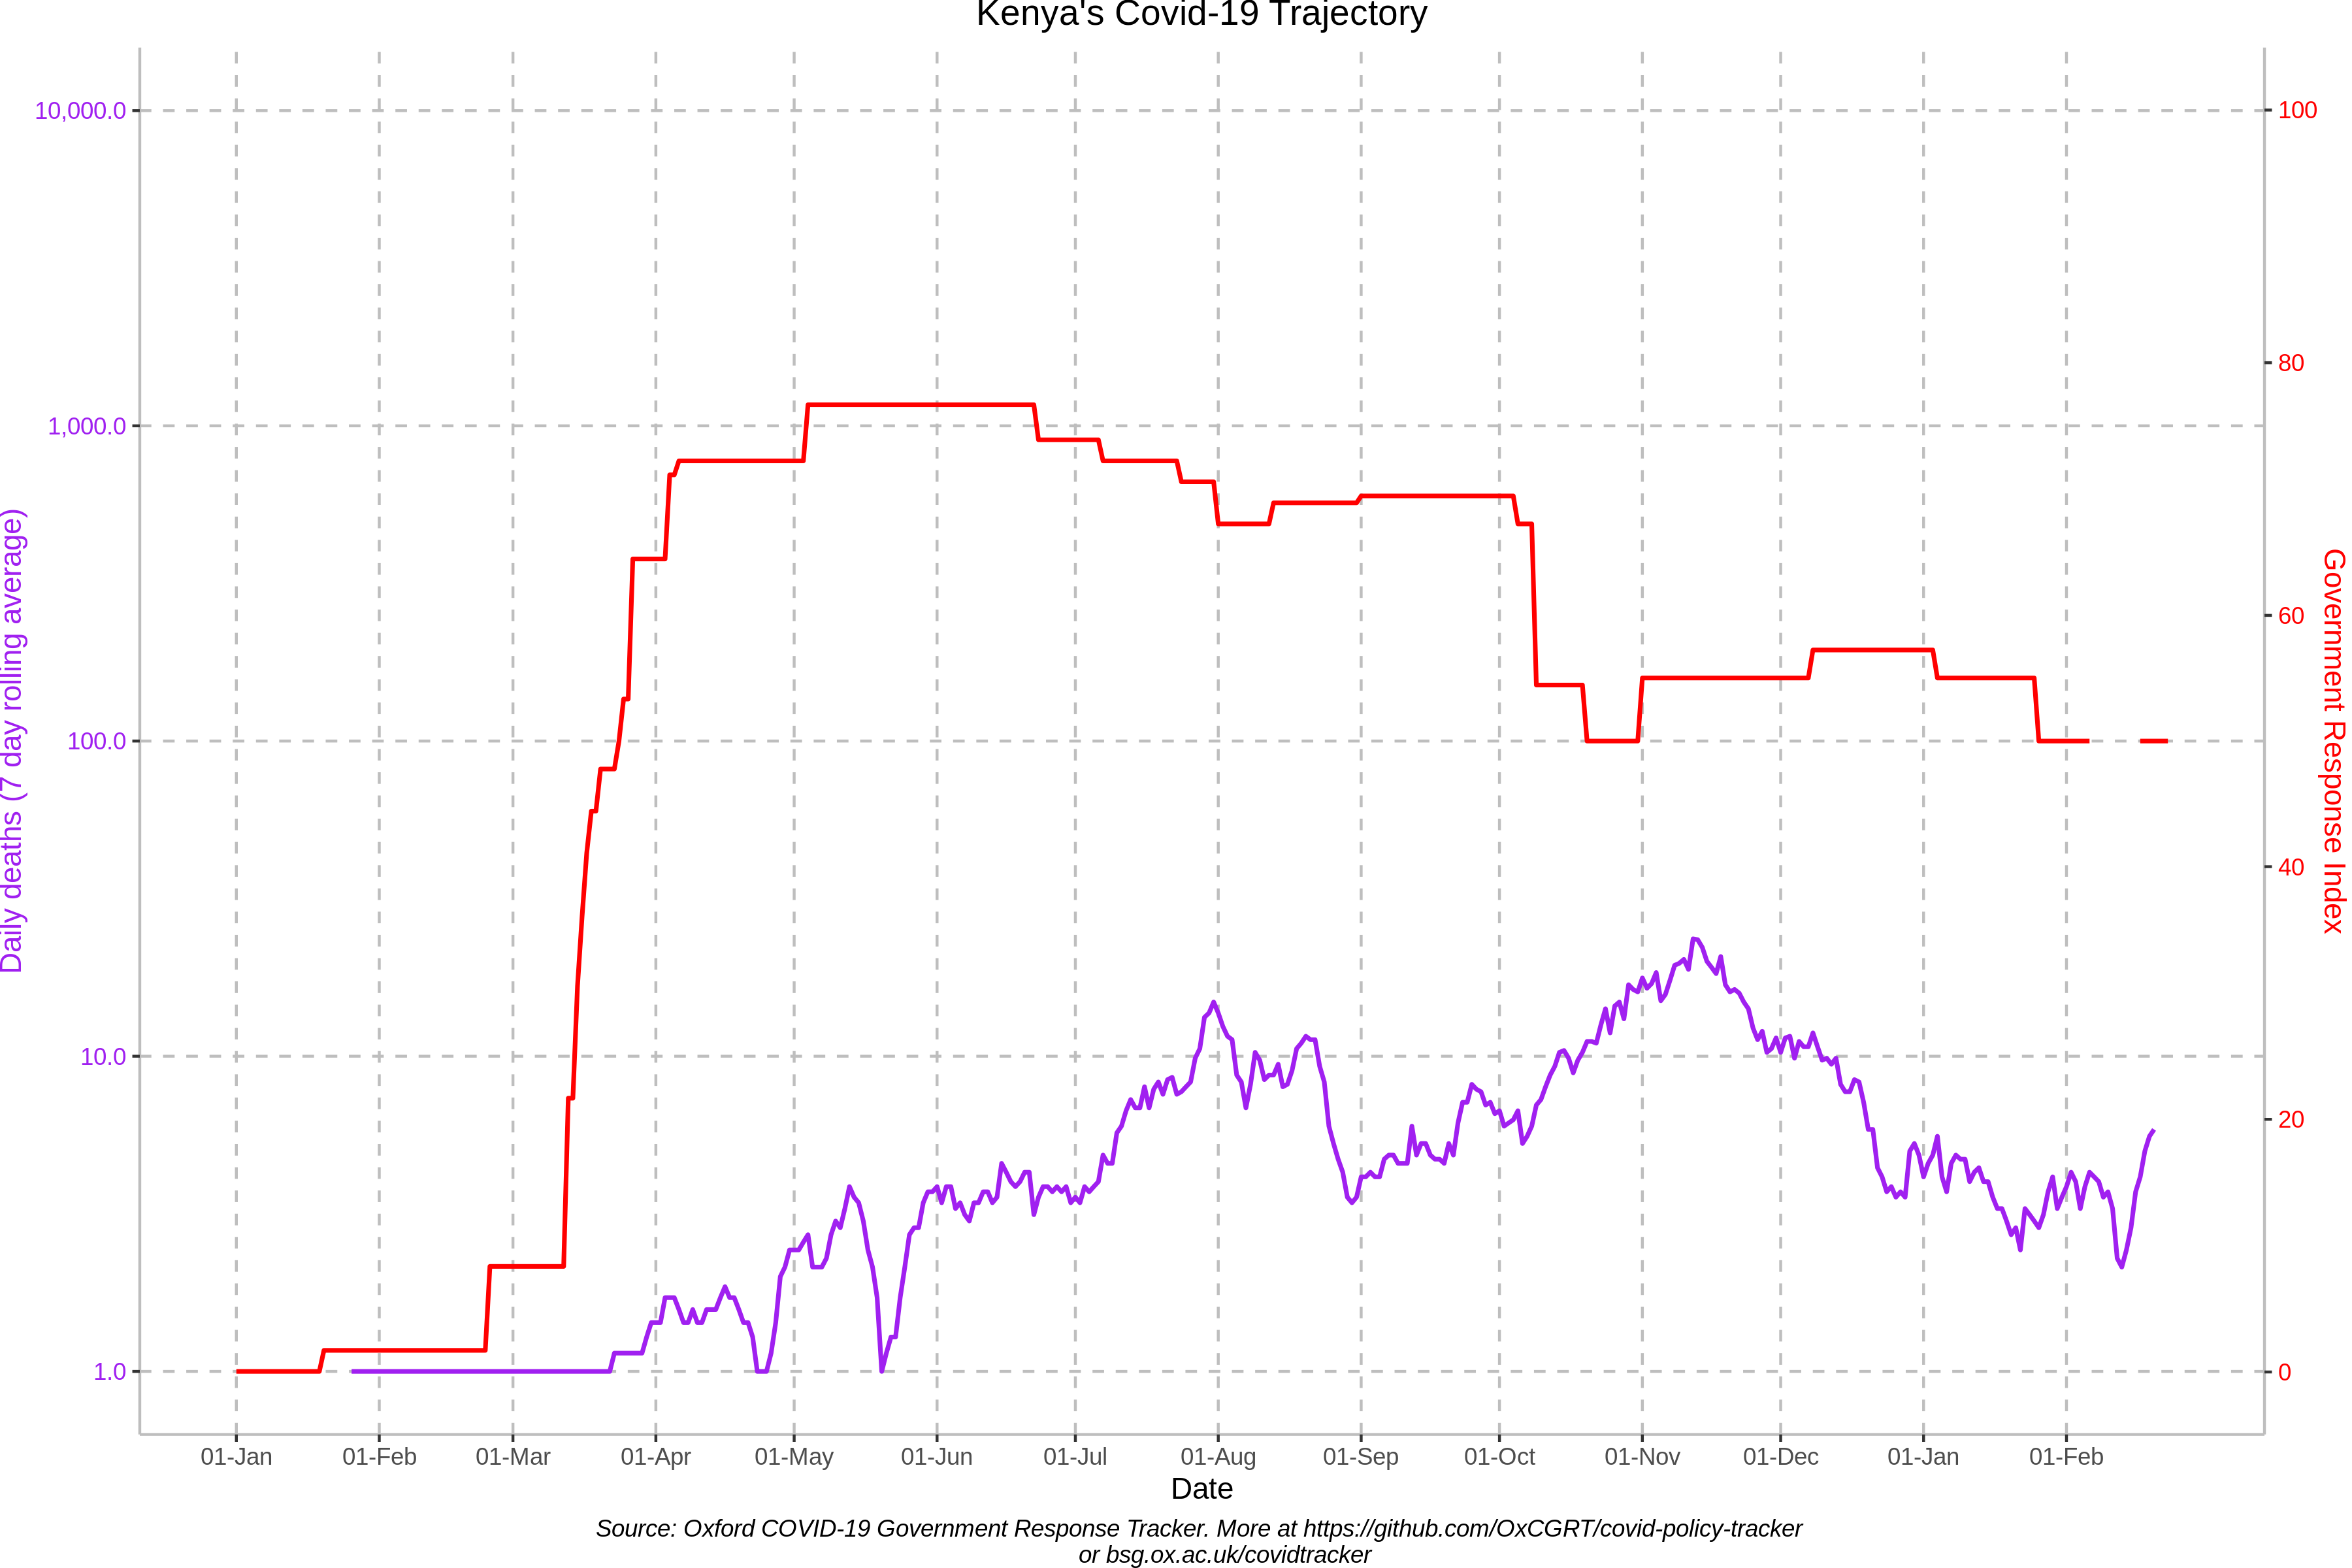 Kenya's Covid-19 Trajectory
10,000.0
1,000.0
100.0
10.0
1.0
Daily deaths (7 day rolling average)
100
80
60
40
20
0
Government Response Index
01-Jan 01-Feb 01-Mar 01-Apr 01-May 01-Jun 01-Jul 01-Aug 01-Sep 01-Oct 01-Nov 01-Dec 01-Jan 01-Feb
Date
Source: Oxford COVID-19 Government Response Tracker. More at https://github.com/OxCGRT/covid-policy-tracker
or bsg.ox.ac.uk/covidtracker